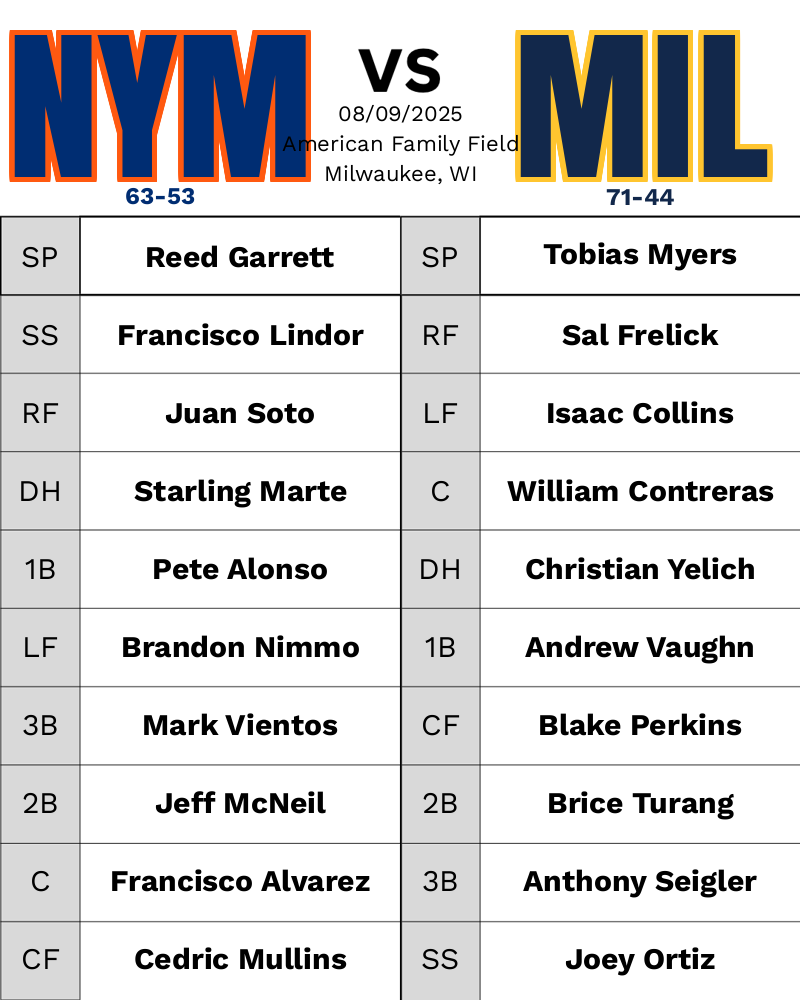 NYM VS MIL
08/09/2025
American Family Field
Milwaukee, WI
63-53 71-44
SP Reed Garrett SP Tobias Myers
SS Francisco Lindor RF Sal Frelick
RF Juan Soto LF Isaac Collins
DH Starling Marte C William Contreras
1B Pete Alonso DH Christian Yelich
LF Brandon Nimmo 1B Andrew Vaughn
3B Mark Vientos CF Blake Perkins
2B Jeff McNeil 2B Brice Turang
C Francisco Alvarez 3B Anthony Seigler
CF Cedric Mullins SS Joey Ortiz